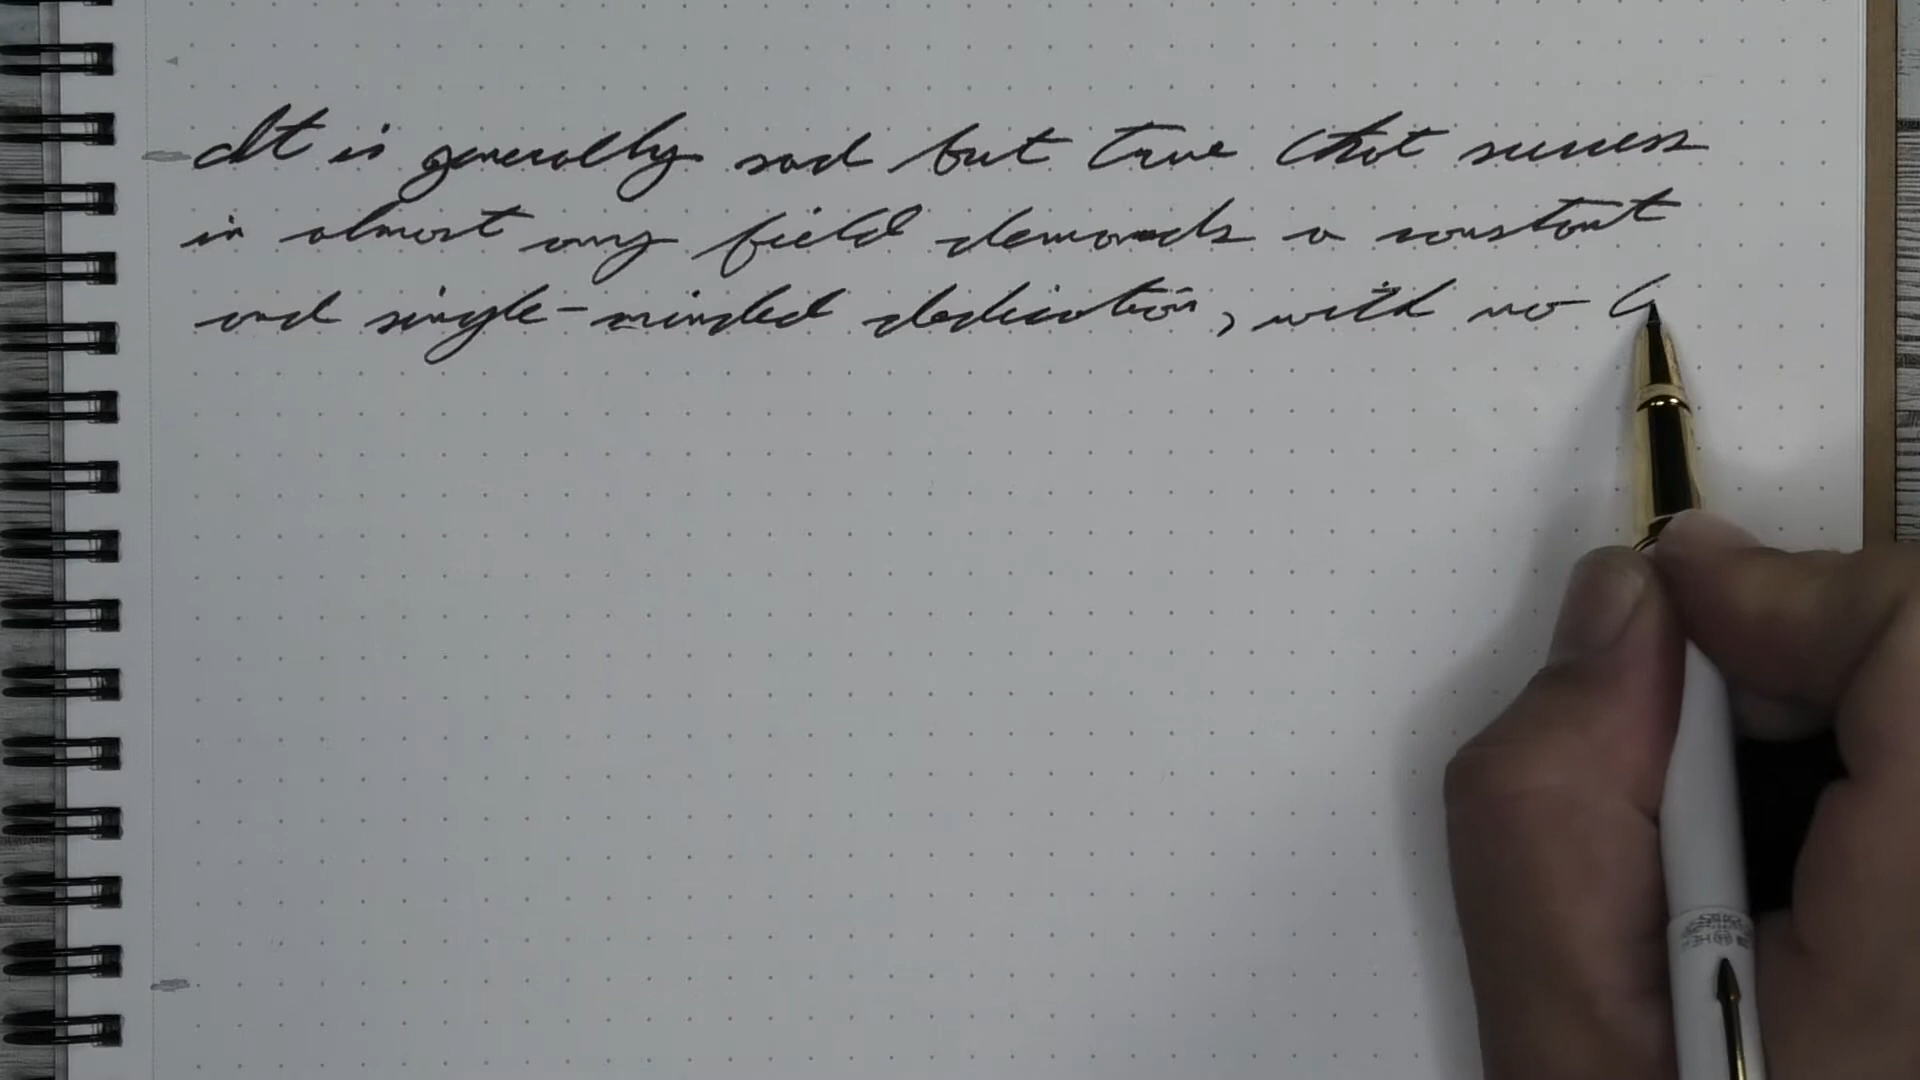 It is generally sad but true that success
in almost any field demands a constant
and single-minded dedication, with no